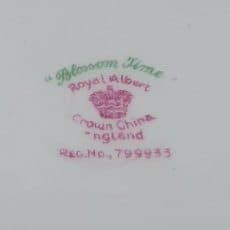 "Blossom Time"
Royal Albert
Crown China
England
Reg.No., 799933